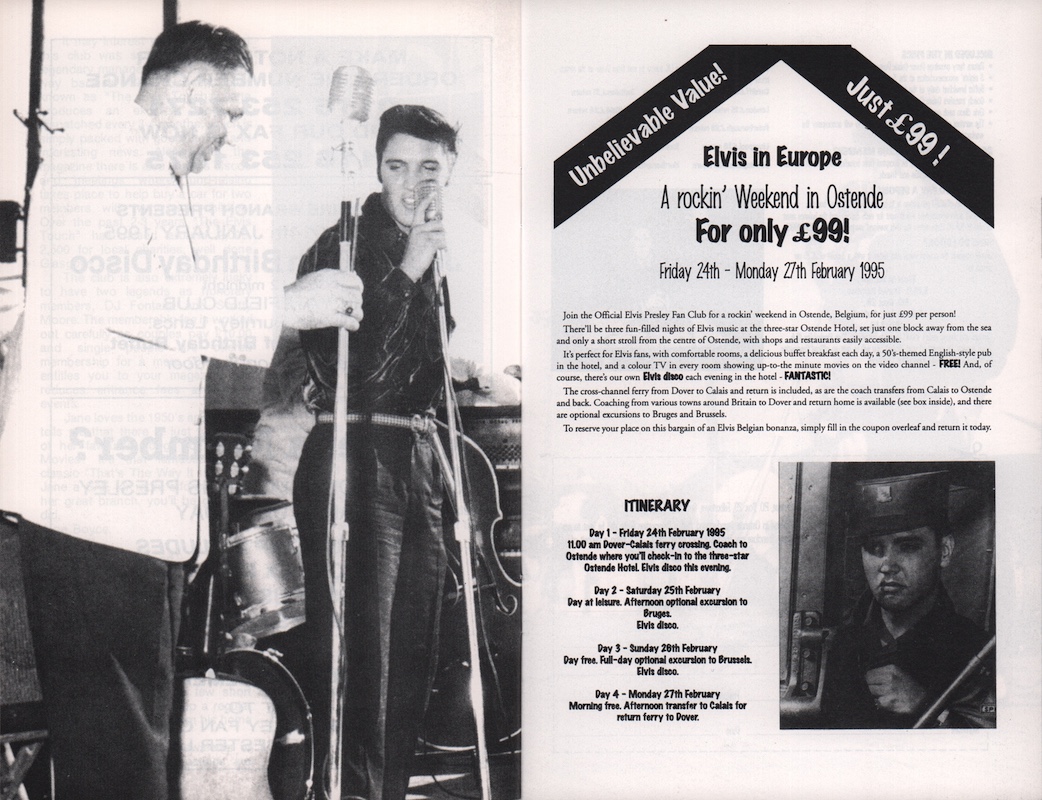 Unbelievable Value!
Just £99!
Elvis in Europe
A rockin' Weekend in Ostende
For only £99!
Friday 24th - Monday 27th February 1995
Join the Official Elvis Presley Fan Club for a rockin' weekend in Ostende, Belgium, for just £99 per person!
There'll be three fun-filled nights of Elvis music at the three-star Ostende Hotel, set just one block away from the sea
and only a short stroll from the centre of Ostende, with shops and restaurants easily accessible.
It's perfect for Elvis fans, with comfortable rooms, a delicious buffet breakfast each day, a 50's-themed English-style pub
in the hotel, and a colour TV in every room showing up-to-the minute movies on the video channel - FREE! And, of
course, there's our own Elvis disco each evening in the hotel - FANTASTIC!
The cross-channel ferry from Dover to Calais and return is included, as are the coach transfers from Calais to Ostende
and back. Coaching from various towns around Britain to Dover and return home is available (see box inside), and there
are optional excursions to Bruges and Brussels.
To reserve your place on this bargain of an Elvis Belgian bonanza, simply fill in the coupon overleaf and return it today.
ITINERARY
Day 1 - Friday 24th February 1995
11.00 am Dover-Calais ferry crossing. Coach to
Ostende where you'll check-in to the three-star
Ostende Hotel. Elvis disco this evening.
Day 2 - Saturday 25th February
Day at leisure. Afternoon optional excursion to
Bruges.
Elvis disco.
Day 3 - Sunday 26th February
Day free. Full-day optional excursion to Brussels.
Elvis disco.
Day 4 - Monday 27th February
Morning free. Afternoon transfer to Calais for
return ferry to Dover.